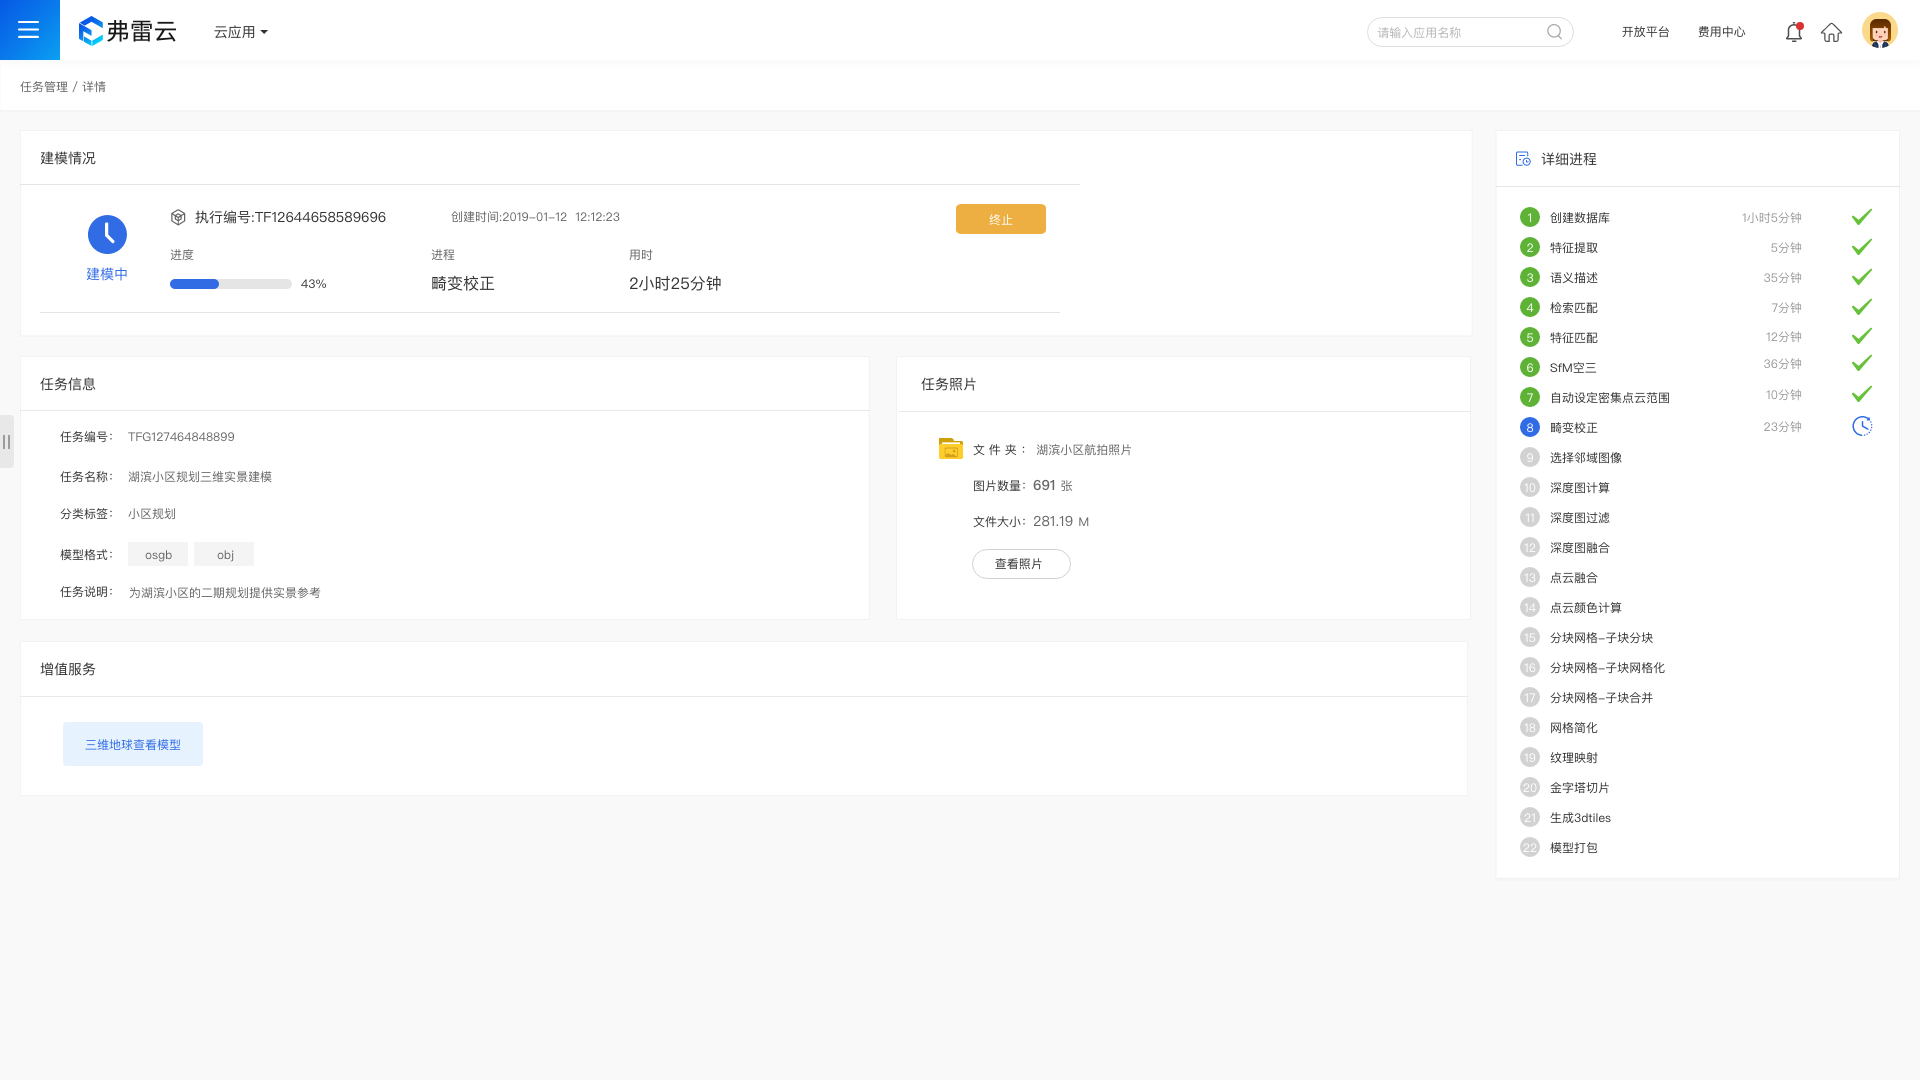 弗雷云
云应用
请输入应用名称
开放平台
费用中心
任务管理 / 详情
建模情况
执行编号:TF12644658589696
创建时间:2019-01-12 12:12:23
终止
建模中
进度
进程
用时
43%
畸变校正
2小时25分钟
任务信息
任务编号： TFG127464848899
任务名称： 湖滨小区规划三维实景建模
分类标签： 小区规划
模型格式： osgb obj
任务说明： 为湖滨小区的二期规划提供实景参考
任务照片
文 件 夹 ： 湖滨小区航拍照片
图片数量： 691 张
文件大小： 281.19 M
查看照片
增值服务
三维地球查看模型
详细进程
1 创建数据库 1小时5分钟
2 特征提取 5分钟
3 语义描述 35分钟
4 检索匹配 7分钟
5 特征匹配 12分钟
6 SfM空三 36分钟
7 自动设定密集点云范围 10分钟
8 畸变校正 23分钟
9 选择邻域图像
10 深度图计算
11 深度图过滤
12 深度图融合
13 点云融合
14 点云颜色计算
15 分块网格-子块分块
16 分块网格-子块网格化
17 分块网格-子块合并
18 网格简化
19 纹理映射
20 金字塔切片
21 生成3dtiles
22 模型打包